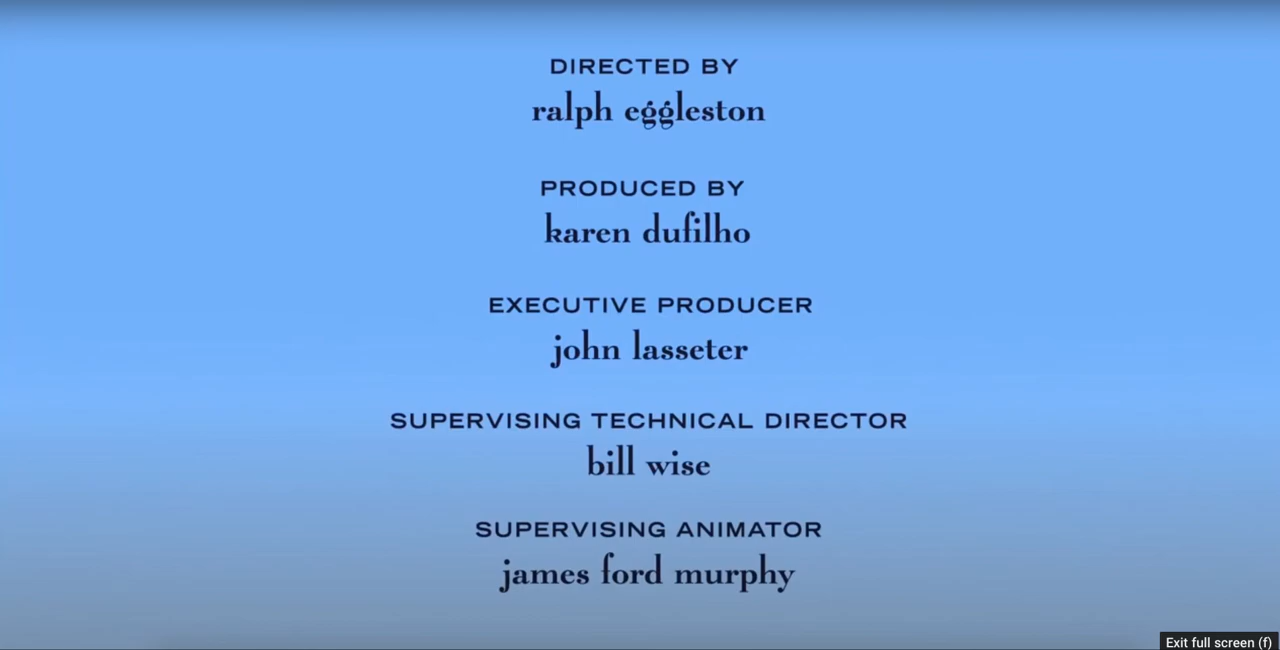 DIRECTED BY
ralph eggleston
PRODUCED BY
karen dufilho
EXECUTIVE PRODUCER
john lasseter
SUPERVISING TECHNICAL DIRECTOR
bill wise
SUPERVISING ANIMATOR
james ford murphy
Exit full screen (f)